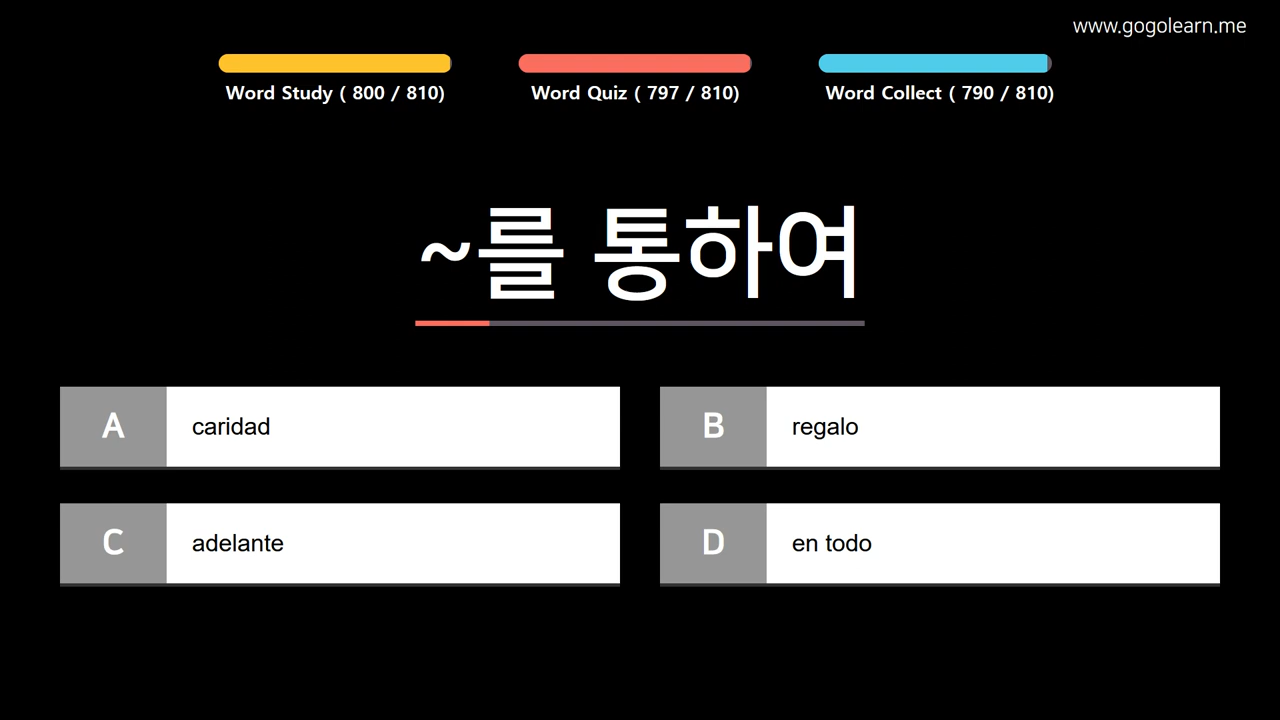 www.gogolearn.me
Word Study ( 800 / 810)
Word Quiz ( 797 / 810)
Word Collect ( 790 / 810)
~를 통하여
A caridad
B regalo
C adelante
D en todo